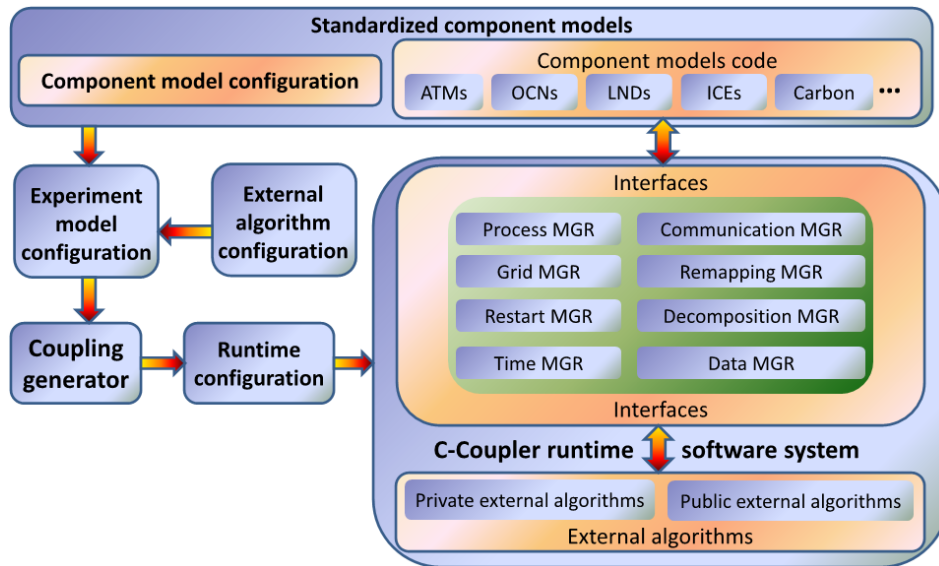 Standardized component models
Component model configuration
Component models code
ATMs OCNs LNDs ICEs Carbon •••
Experiment
model
configuration
External
algorithm
configuration
Coupling
generator
Runtime
configuration
Interfaces
Process MGR Communication MGR
Grid MGR Remapping MGR
Restart MGR Decomposition MGR
Time MGR Data MGR
Interfaces
C-Coupler runtime software system
Private external algorithms Public external algorithms
External algorithms